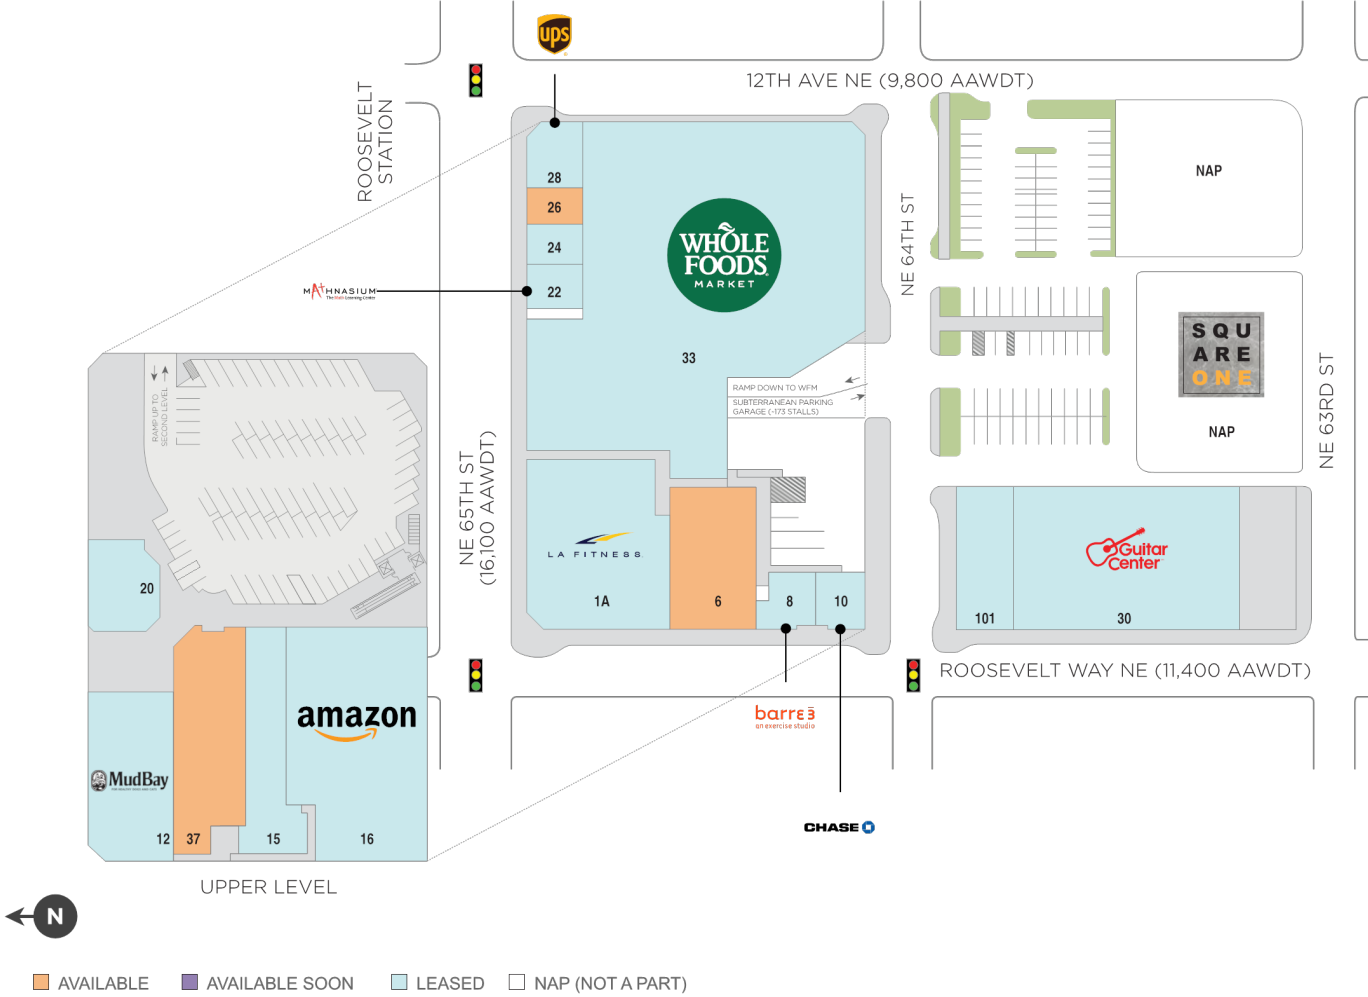 ups
12TH AVE NE (9,800 AAWDT)
ROOSEVELT
STATION
28
26
24
22
WHOLE
FOODS
MARKET
33
NAP
NE 64TH ST
MATHNASIUM
The Math Learning Center
SQU
ARE
ONE
NAP
NE 63RD ST
RAMP DOWN TO WFM
SUBTERRANEAN PARKING
GARAGE (~173 STALLS)
RAMP UP TO
SECOND LEVEL
NE 65TH ST
(16,100 AAWDT)
LA FITNESS
1A
6
8
10
Guitar
Center
101
30
20
ROOSEVELT WAY NE (11,400 AAWDT)
amazon
barre3
an exercise studio
MudBay
12
37
15
16
CHASE
UPPER LEVEL
N
AVAILABLE
AVAILABLE SOON
LEASED
NAP (NOT A PART)